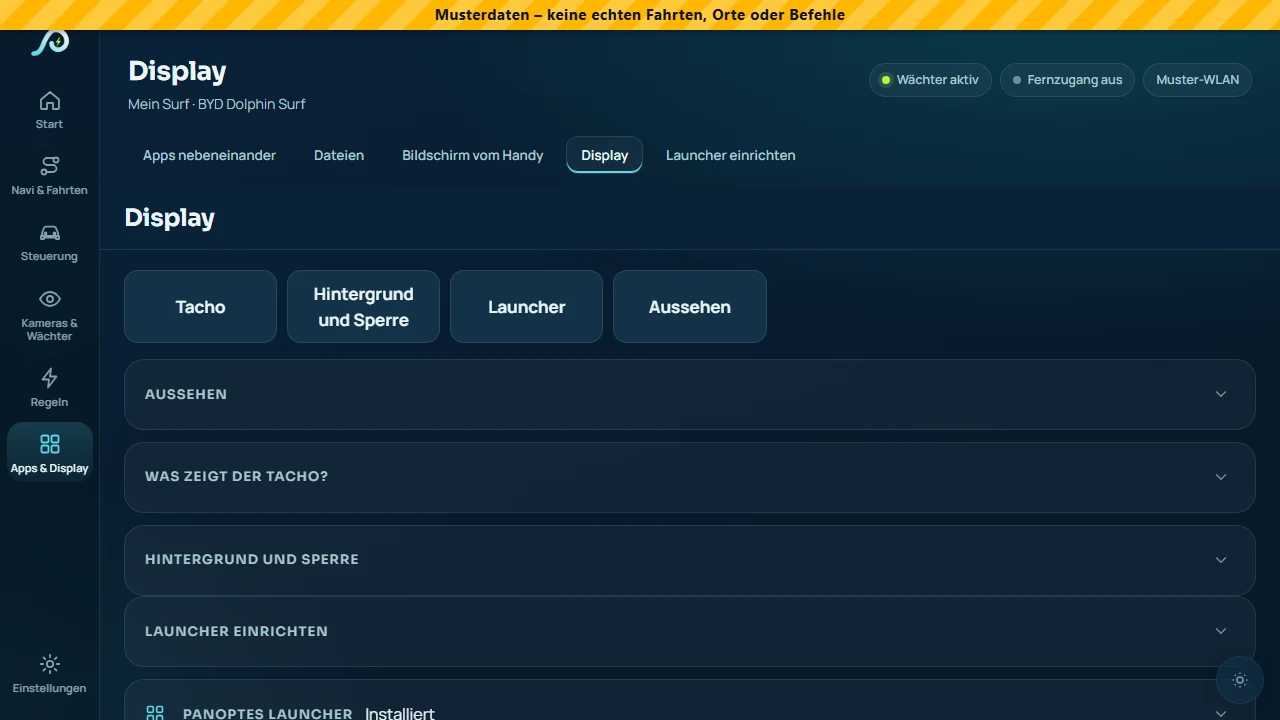 Musterdaten – keine echten Fahrten, Orte oder Befehle
Display
Mein Surf · BYD Dolphin Surf
Wächter aktiv
Fernzugang aus
Muster-WLAN
Apps nebeneinander
Dateien
Bildschirm vom Handy
Display
Launcher einrichten
Start
Navi & Fahrten
Steuerung
Kameras &
Wächter
Regeln
Apps & Display
Einstellungen
Display
Tacho
Hintergrund
und Sperre
Launcher
Aussehen
AUSSEHEN
WAS ZEIGT DER TACHO?
HINTERGRUND UND SPERRE
LAUNCHER EINRICHTEN
PANOPTES LAUNCHER Installiert